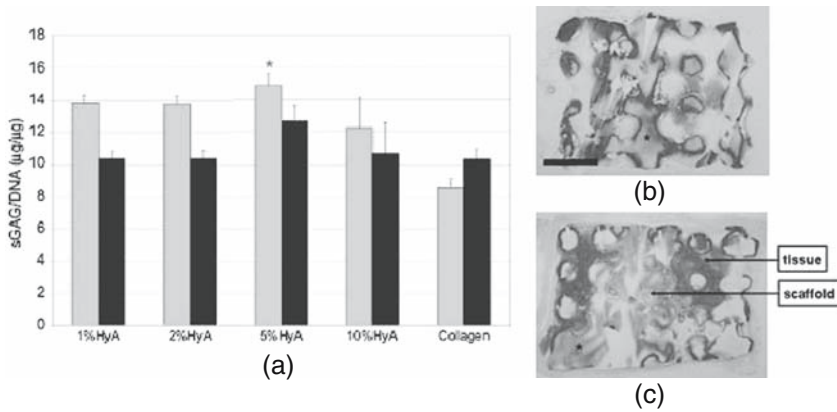 (a)
sGAG/DNA (µg/µg)
18
16
14
12
10
8
6
4
2
0
*
1%HyA 2%HyA 5%HyA 10%HyA Collagen
(b)
tissue
scaffold
(c)